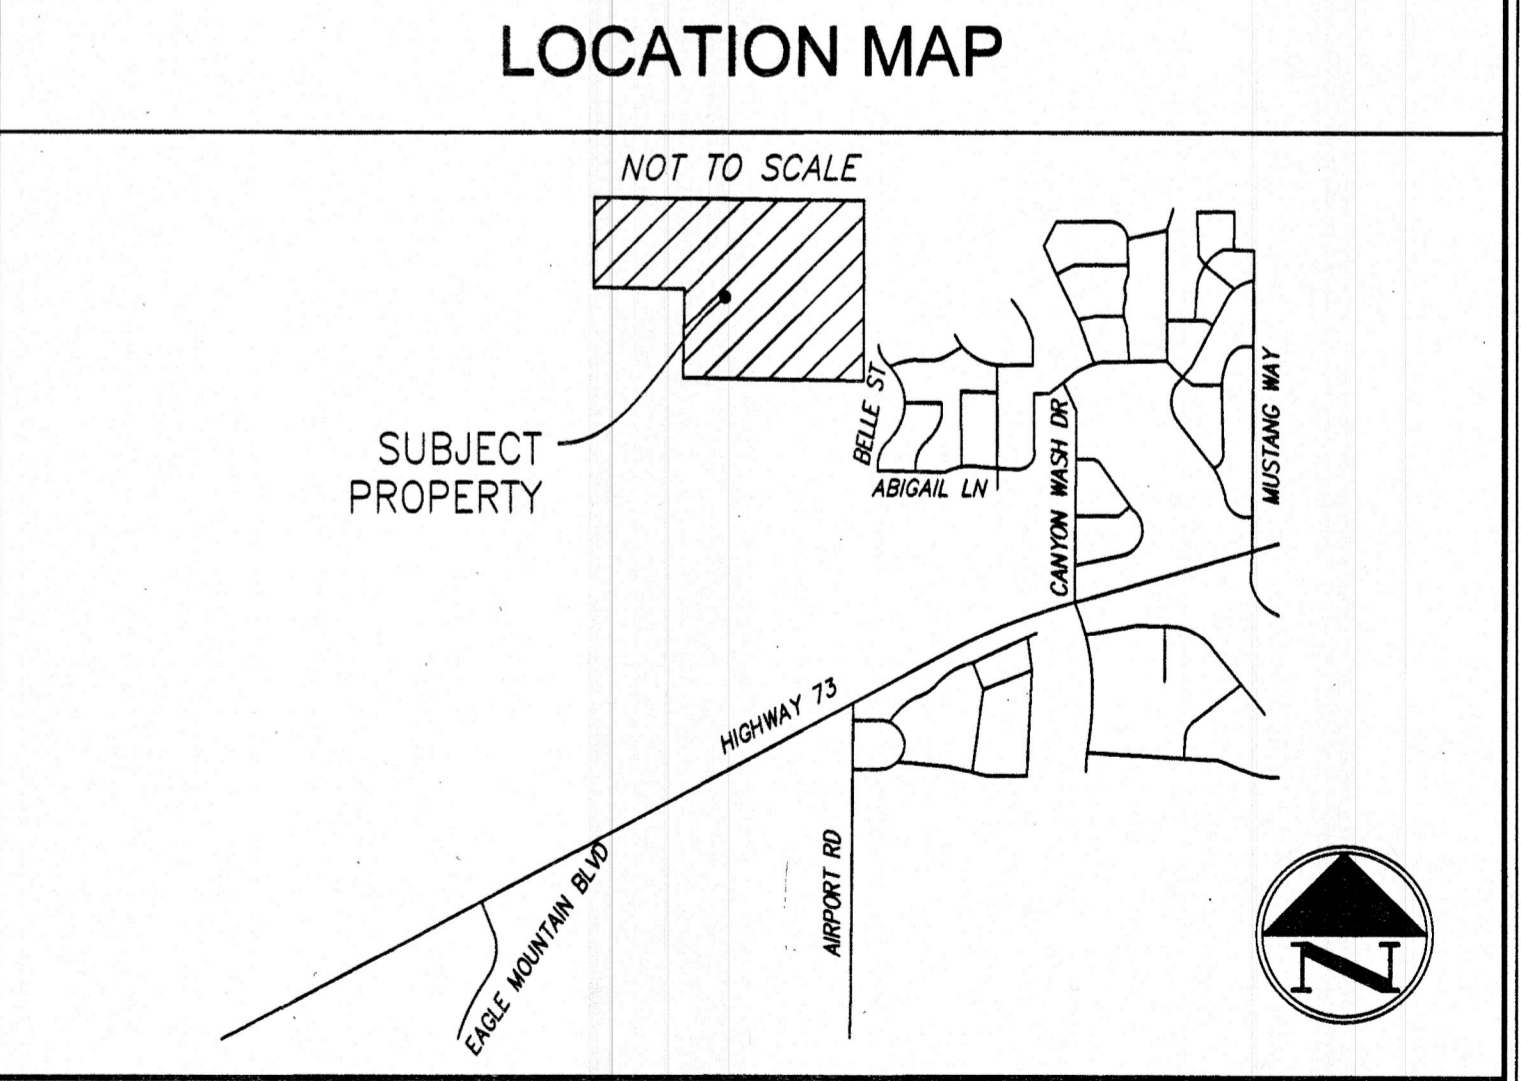 LOCATION MAP
NOT TO SCALE
SUBJECT
PROPERTY
BELLE ST
ABIGAIL LN
CANYON WASH DR
MUSTANG WAY
HIGHWAY 73
EAGLE MOUNTAIN BLVD
AIRPORT RD
N